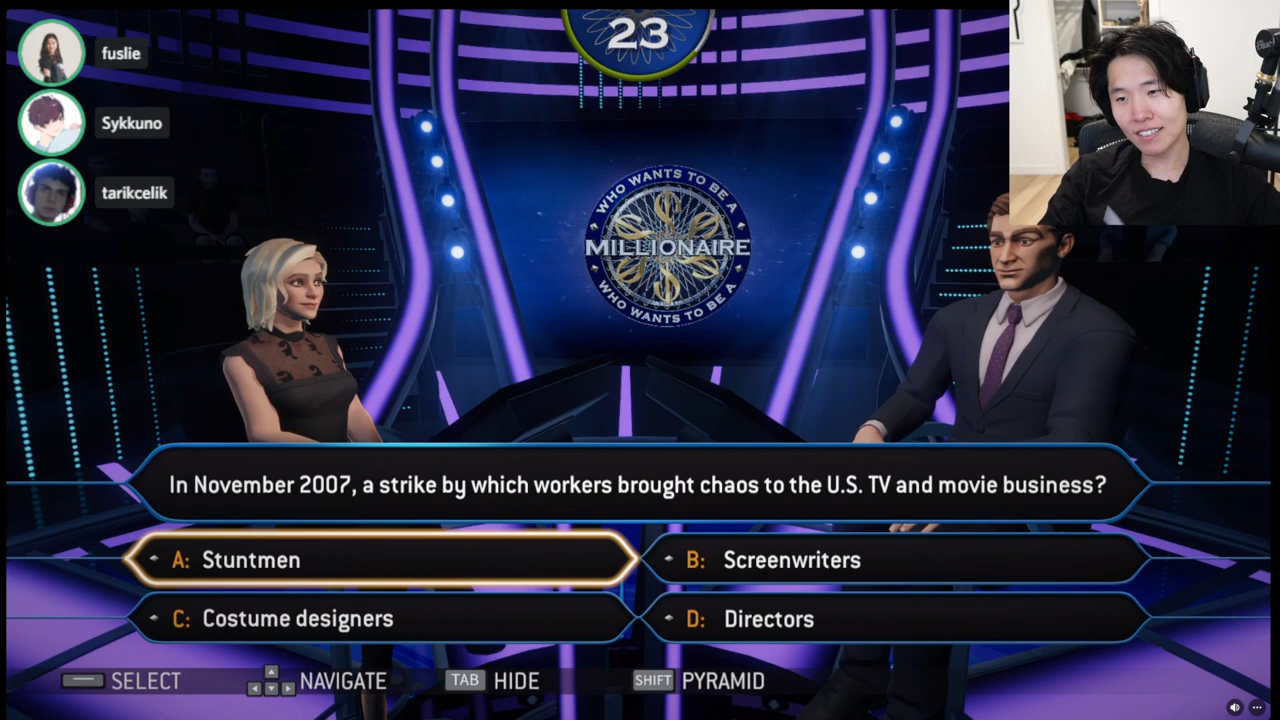 fuslie
Sykkuno
tarikcelik
23
WHO WANTS TO BE A
MILLIONAIRE
WHO WANTS TO BE A
In November 2007, a strike by which workers brought chaos to the U.S. TV and movie business?
A: Stuntmen
B: Screenwriters
C: Costume designers
D: Directors
SELECT
NAVIGATE
TAB HIDE
SHIFT PYRAMID